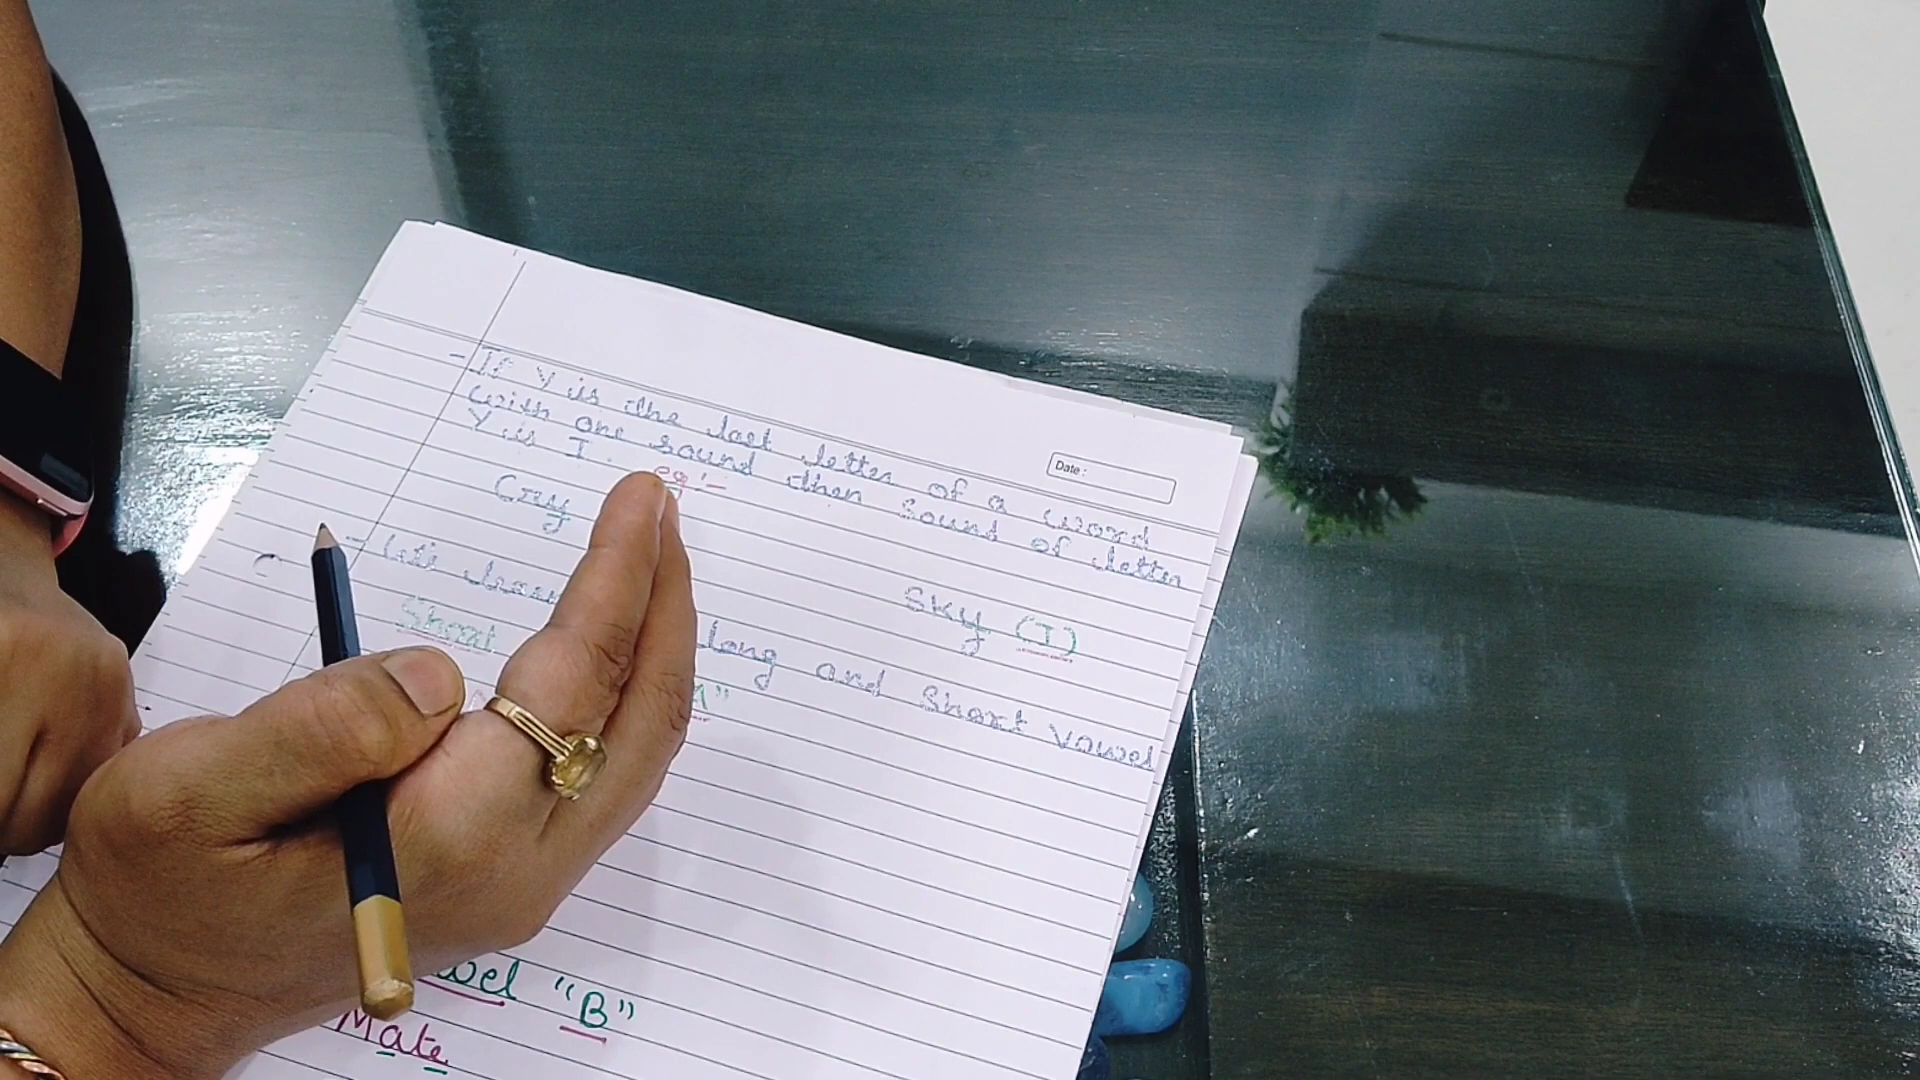 Date :
- If Y is the last letter of a word
with one sound then sound of letter
Y is I. eg:-
Cry
Sky (I)
- let's long and Short Vowel
Short "A"
"B"
Mate